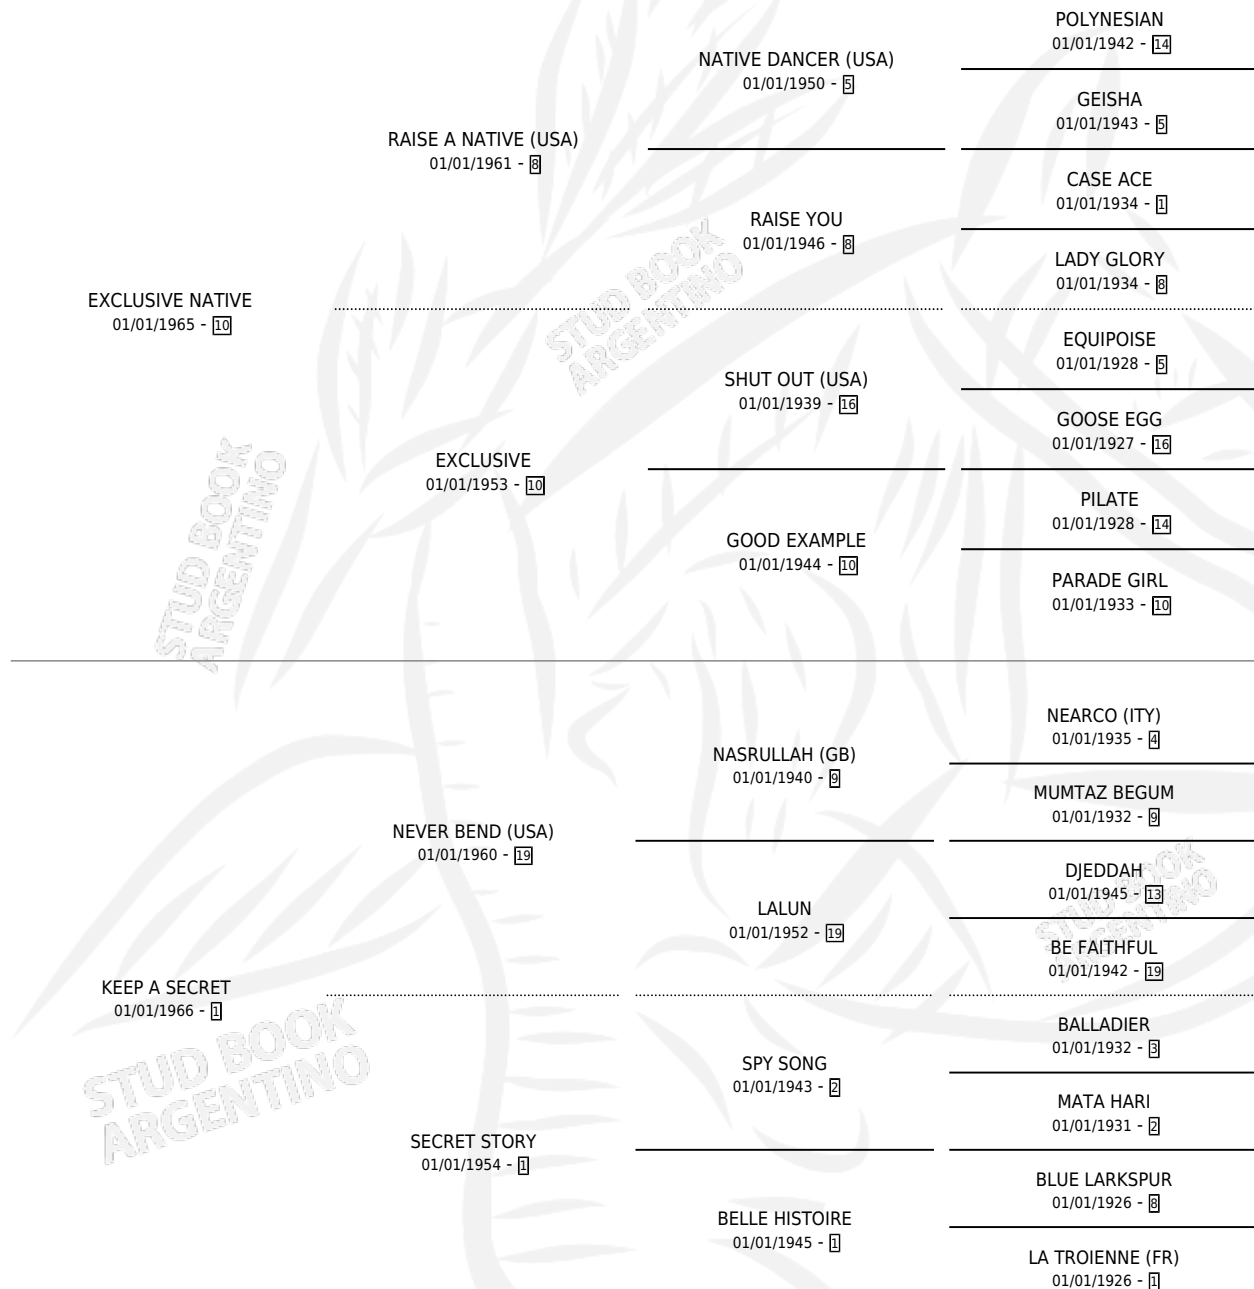 POLYNESIAN
01/01/1942 - 14
NATIVE DANCER (USA)
01/01/1950 - 5
GEISHA
01/01/1943 - 5
RAISE A NATIVE (USA)
01/01/1961 - 8
CASE ACE
01/01/1934 - 1
RAISE YOU
01/01/1946 - 8
LADY GLORY
01/01/1934 - 8
EXCLUSIVE NATIVE
01/01/1965 - 10
EQUIPOISE
01/01/1928 - 5
SHUT OUT (USA)
01/01/1939 - 16
GOOSE EGG
01/01/1927 - 16
EXCLUSIVE
01/01/1953 - 10
PILATE
01/01/1928 - 14
GOOD EXAMPLE
01/01/1944 - 10
PARADE GIRL
01/01/1933 - 10
NEARCO (ITY)
01/01/1935 - 4
NASRULLAH (GB)
01/01/1940 - 9
MUMTAZ BEGUM
01/01/1932 - 9
NEVER BEND (USA)
01/01/1960 - 19
DJEDDAH
01/01/1945 - 13
LALUN
01/01/1952 - 19
BE FAITHFUL
01/01/1942 - 19
KEEP A SECRET
01/01/1966 - 1
BALLADIER
01/01/1932 - 3
SPY SONG
01/01/1943 - 2
MATA HARI
01/01/1931 - 2
SECRET STORY
01/01/1954 - 1
BLUE LARKSPUR
01/01/1926 - 8
BELLE HISTOIRE
01/01/1945 - 1
LA TROIENNE (FR)
01/01/1926 - 1
STUD BOOK
ARGENTINO
STUD BOOK
ARGENTINO
STUD BOOK
ARGENTINO
STUD BOOK
ARGENTINO